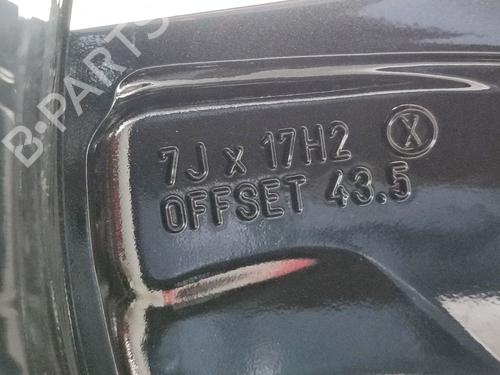 B-PARTS
7J x 17H2 X
OFFSET 43.5